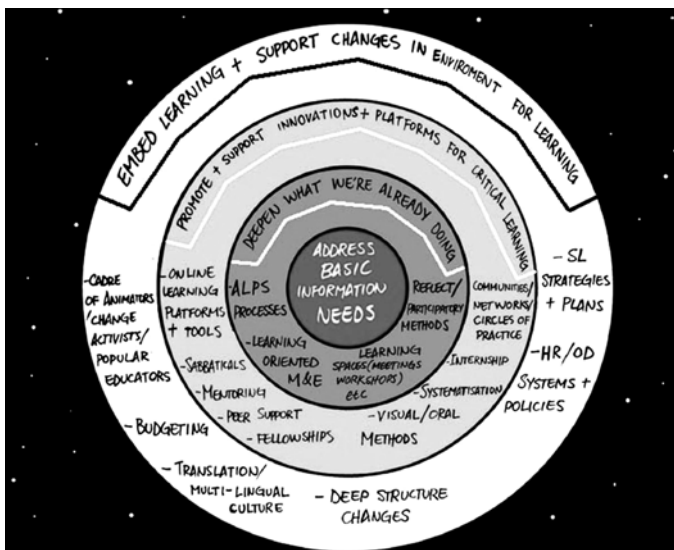 EMBED LEARNING + SUPPORT CHANGES IN ENVIROMENT FOR LEARNING
PROMOTE + SUPPORT INNOVATIONS + PLATFORMS FOR CRITICAL LEARNING
DEEPEN WHAT WE'RE ALREADY DOING
ADDRESS
BASIC
INFORMATION
NEEDS
-ALPS
PROCESSES
-LEARNING
ORIENTED
M&E
LEARNING
SPACES(MEETINGS
WORKSHOPS)
etc
REFLECT/
PARTICIPATORY
METHODS
-ONLINE
LEARNING
PLATFORMS
+ TOOLS
-SABBATICALS
-MENTORING
-PEER SUPPORT
-FELLOWSHIPS
-VISUAL/ORAL
METHODS
-SYSTEMATISATION
-INTERNSHIP
COMMUNITIES/
NETWORKS/
CIRCLES OF
PRACTICE
-CADRE
OF ANIMATORS
/CHANGE
ACTIVISTS/
POPULAR
EDUCATORS
-BUDGETING
-TRANSLATION/
MULTI-LINGUAL
CULTURE
-DEEP STRUCTURE
CHANGES
-HR/OD
SYSTEMS +
POLICIES
-SL
STRATEGIES
+ PLANS